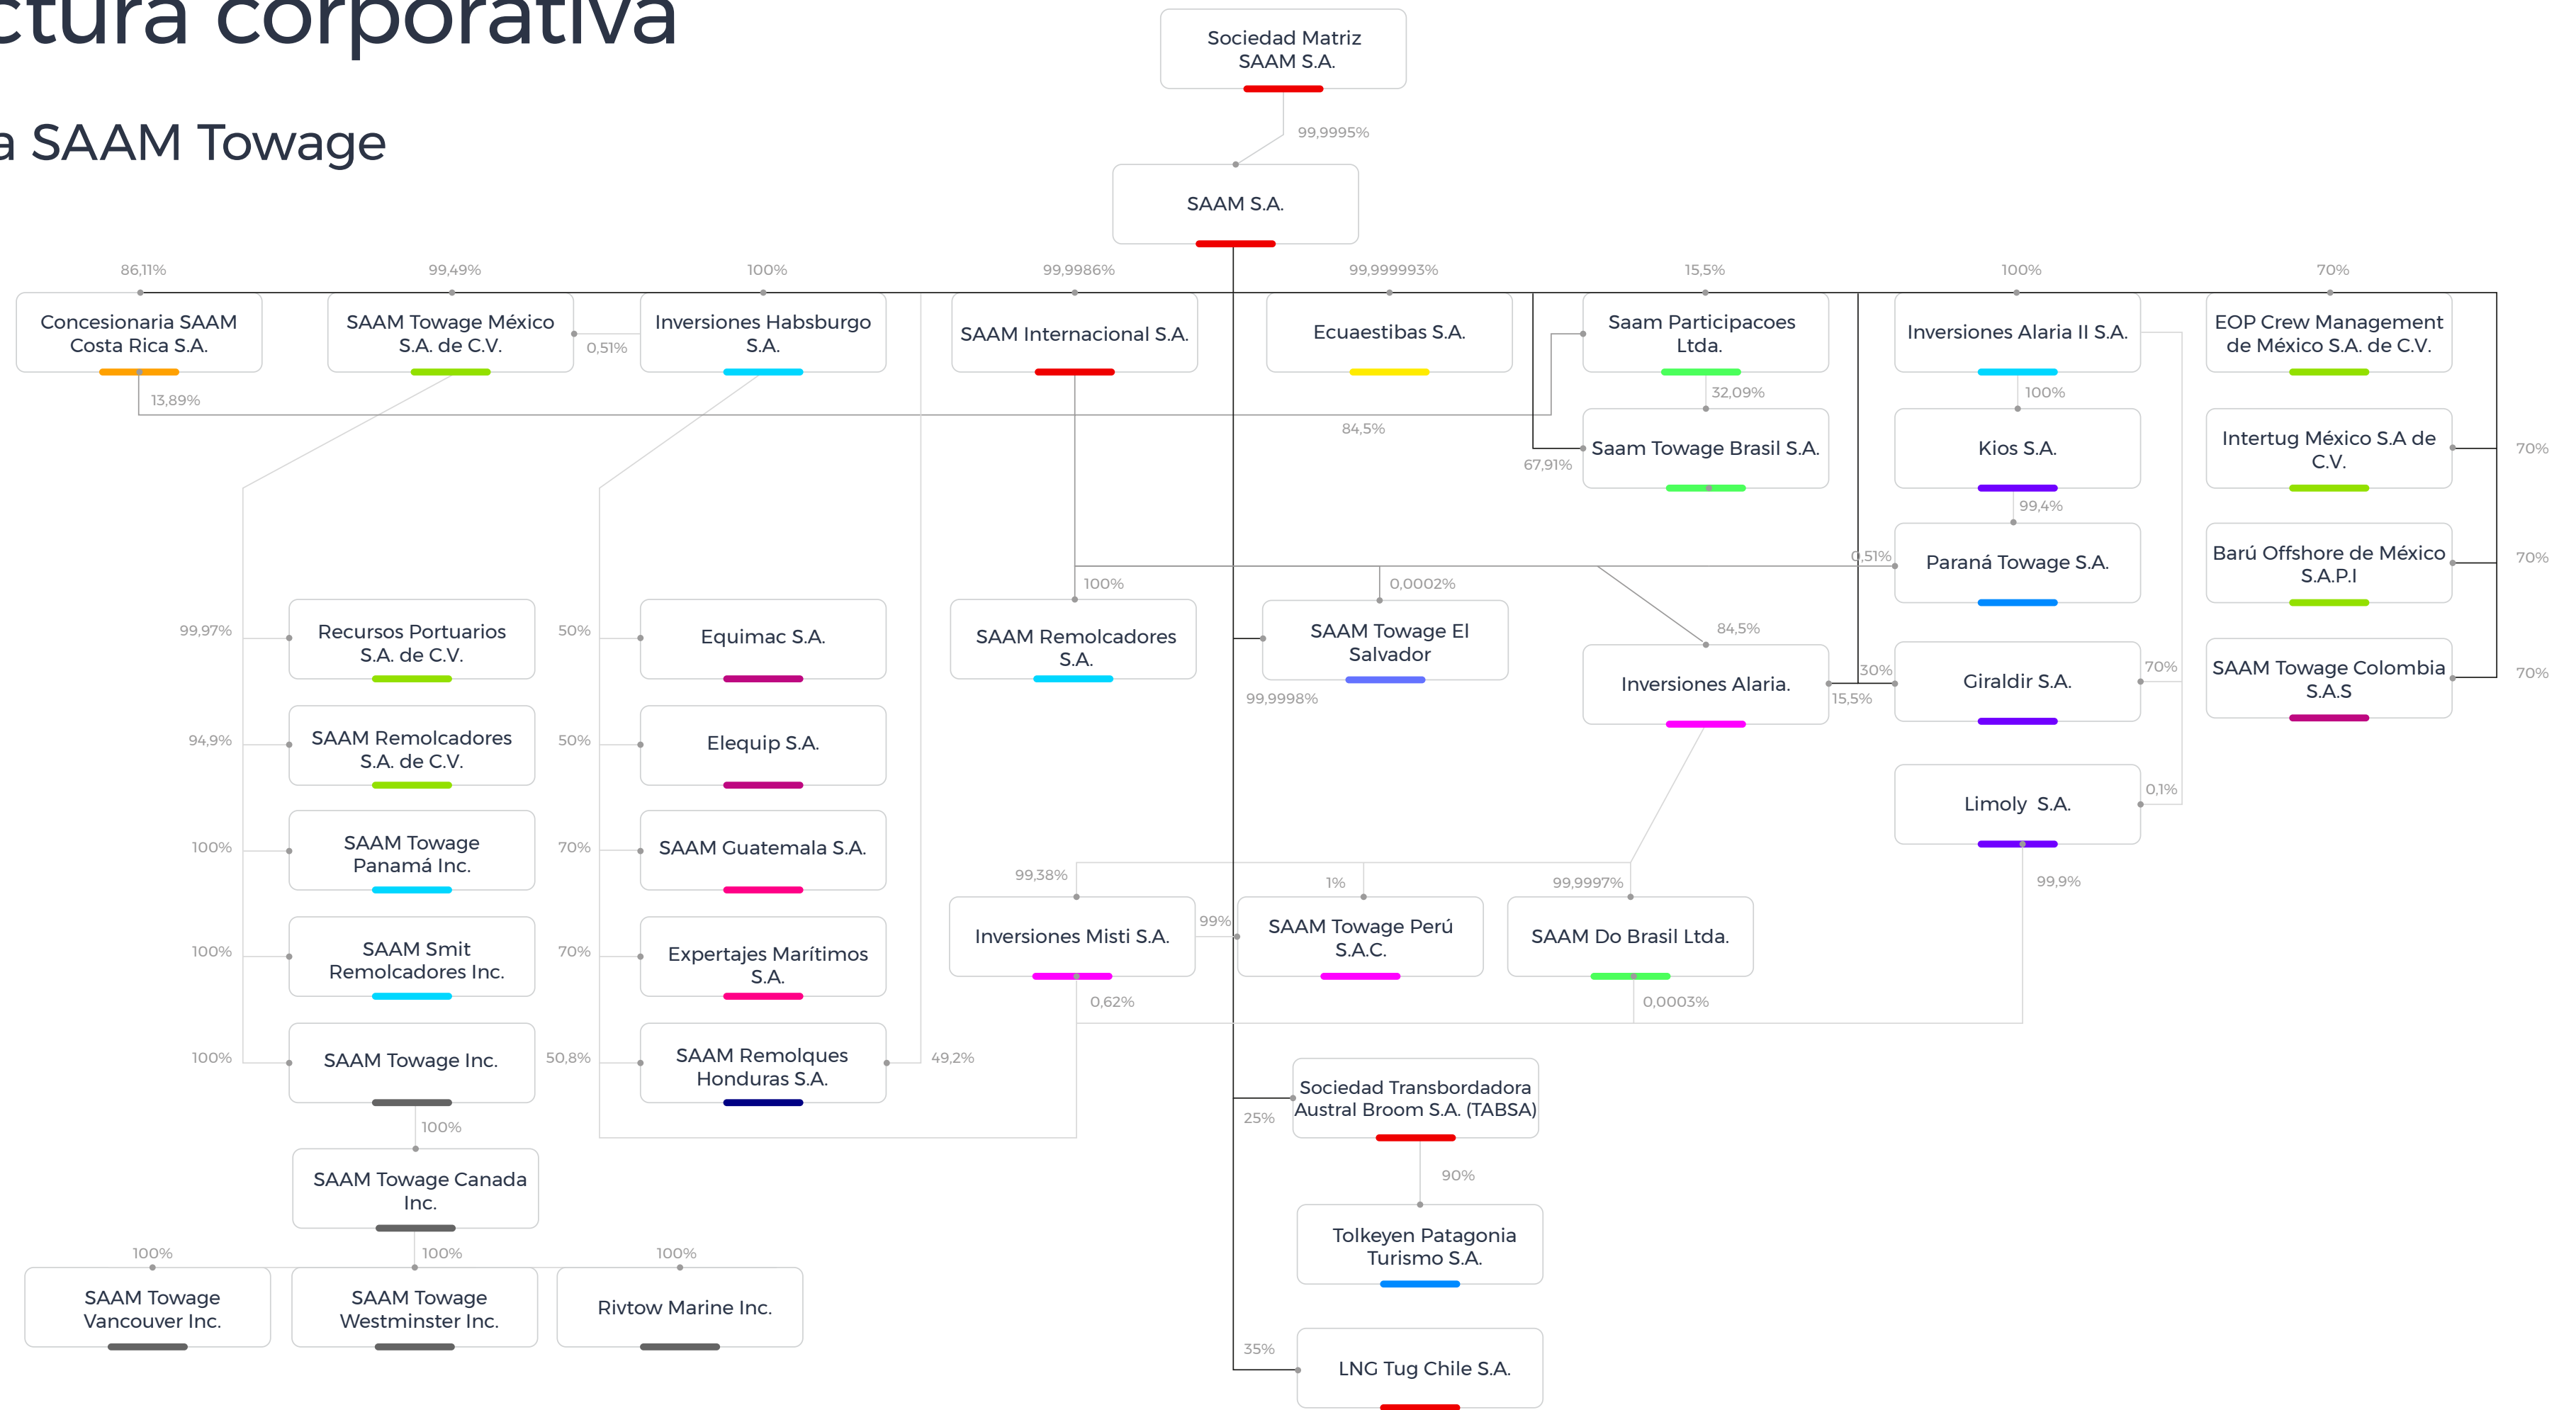 ctura corporativa
a SAAM Towage
Sociedad Matriz
SAAM S.A.
99,9995%
SAAM S.A.
86,11%
99,49%
100%
99,9986%
99,999993%
15,5%
100%
70%
Concesionaria SAAM
Costa Rica S.A.
SAAM Towage México
S.A. de C.V.
0,51%
Inversiones Habsburgo
S.A.
SAAM Internacional S.A.
Ecuaestibas S.A.
Saam Participacoes
Ltda.
Inversiones Alaria II S.A.
EOP Crew Management
de México S.A. de C.V.
13,89%
84,5%
32,09%
100%
67,91%
Saam Towage Brasil S.A.
Kios S.A.
Intertug México S.A de
C.V.
70%
99,4%
0,51%
Paraná Towage S.A.
Barú Offshore de México
S.A.P.I
70%
100%
0,0002%
99,97%
Recursos Portuarios
S.A. de C.V.
50%
Equimac S.A.
SAAM Remolcadores
S.A.
SAAM Towage El
Salvador
99,9998%
84,5%
Inversiones Alaria.
15,5%
30%
Giraldir S.A.
70%
SAAM Towage Colombia
S.A.S
70%
94,9%
SAAM Remolcadores
S.A. de C.V.
50%
Elequip S.A.
Limoly S.A.
0,1%
100%
SAAM Towage
Panamá Inc.
70%
SAAM Guatemala S.A.
99,38%
1%
99,9997%
99,9%
100%
SAAM Smit
Remolcadores Inc.
70%
Expertajes Marítimos
S.A.
Inversiones Misti S.A.
99%
SAAM Towage Perú
S.A.C.
SAAM Do Brasil Ltda.
0,62%
0,0003%
100%
SAAM Towage Inc.
50,8%
SAAM Remolques
Honduras S.A.
49,2%
25%
Sociedad Transbordadora
Austral Broom S.A. (TABSA)
100%
90%
SAAM Towage Canada
Inc.
Tolkeyen Patagonia
Turismo S.A.
100%
100%
100%
SAAM Towage
Vancouver Inc.
SAAM Towage
Westminster Inc.
Rivtow Marine Inc.
35%
LNG Tug Chile S.A.